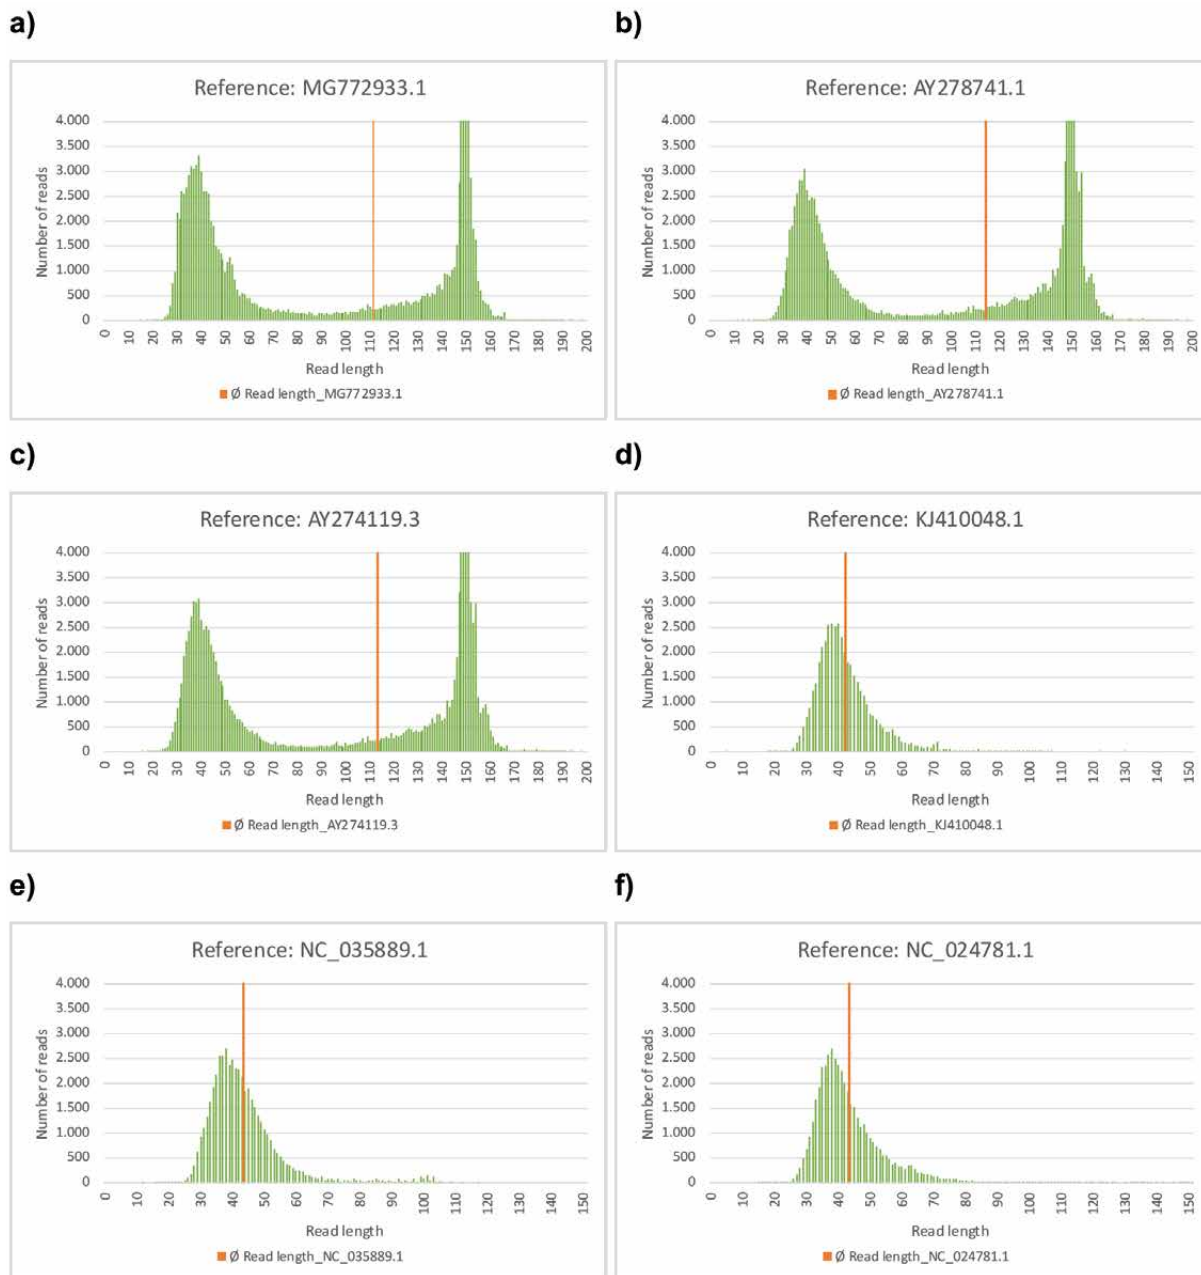 a)
Reference: MG772933.1
Number of reads
4.000
3.500
3.000
2.500
2.000
1.500
1.000
500
0
0 10 20 30 40 50 60 70 80 90 100 110 120 130 140 150 160 170 180 190 200
Read length
Ø Read length_MG772933.1
b)
Reference: AY278741.1
Number of reads
4.000
3.500
3.000
2.500
2.000
1.500
1.000
500
0
0 10 20 30 40 50 60 70 80 90 100 110 120 130 140 150 160 170 180 190 200
Read length
Ø Read length_AY278741.1
c)
Reference: AY274119.3
Number of reads
4.000
3.500
3.000
2.500
2.000
1.500
1.000
500
0
0 10 20 30 40 50 60 70 80 90 100 110 120 130 140 150 160 170 180 190 200
Read length
Ø Read length_AY274119.3
d)
Reference: KJ410048.1
Number of reads
4.000
3.500
3.000
2.500
2.000
1.500
1.000
500
0
0 10 20 30 40 50 60 70 80 90 100 110 120 130 140 150
Read length
Ø Read length_KJ410048.1
e)
Reference: NC_035889.1
Number of reads
4.000
3.500
3.000
2.500
2.000
1.500
1.000
500
0
0 10 20 30 40 50 60 70 80 90 100 110 120 130 140 150
Read length
Ø Read length_NC_035889.1
f)
Reference: NC_024781.1
Number of reads
4.000
3.500
3.000
2.500
2.000
1.500
1.000
500
0
0 10 20 30 40 50 60 70 80 90 100 110 120 130 140 150
Read length
Ø Read length_NC_024781.1